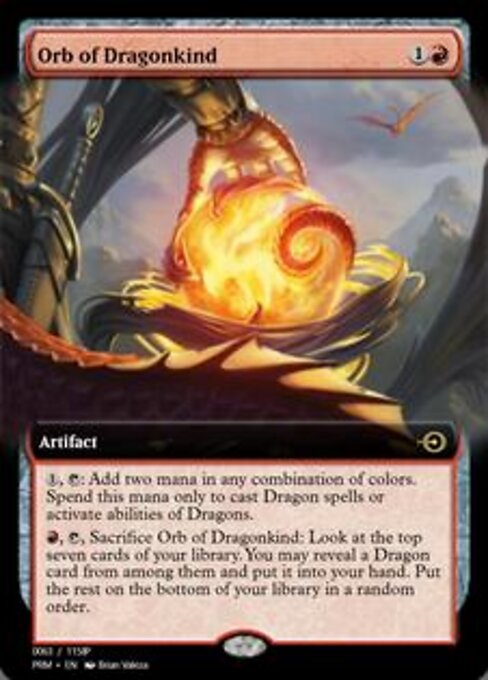 Orb of Dragonkind 1
Artifact
1, : Add two mana in any combination of colors.
Spend this mana only to cast Dragon spells or
activate abilities of Dragons.
, , Sacrifice Orb of Dragonkind: Look at the top
seven cards of your library. You may reveal a Dragon
card from among them and put it into your hand. Put
the rest on the bottom of your library in a random
order.
PRM • EN Brian Valeza